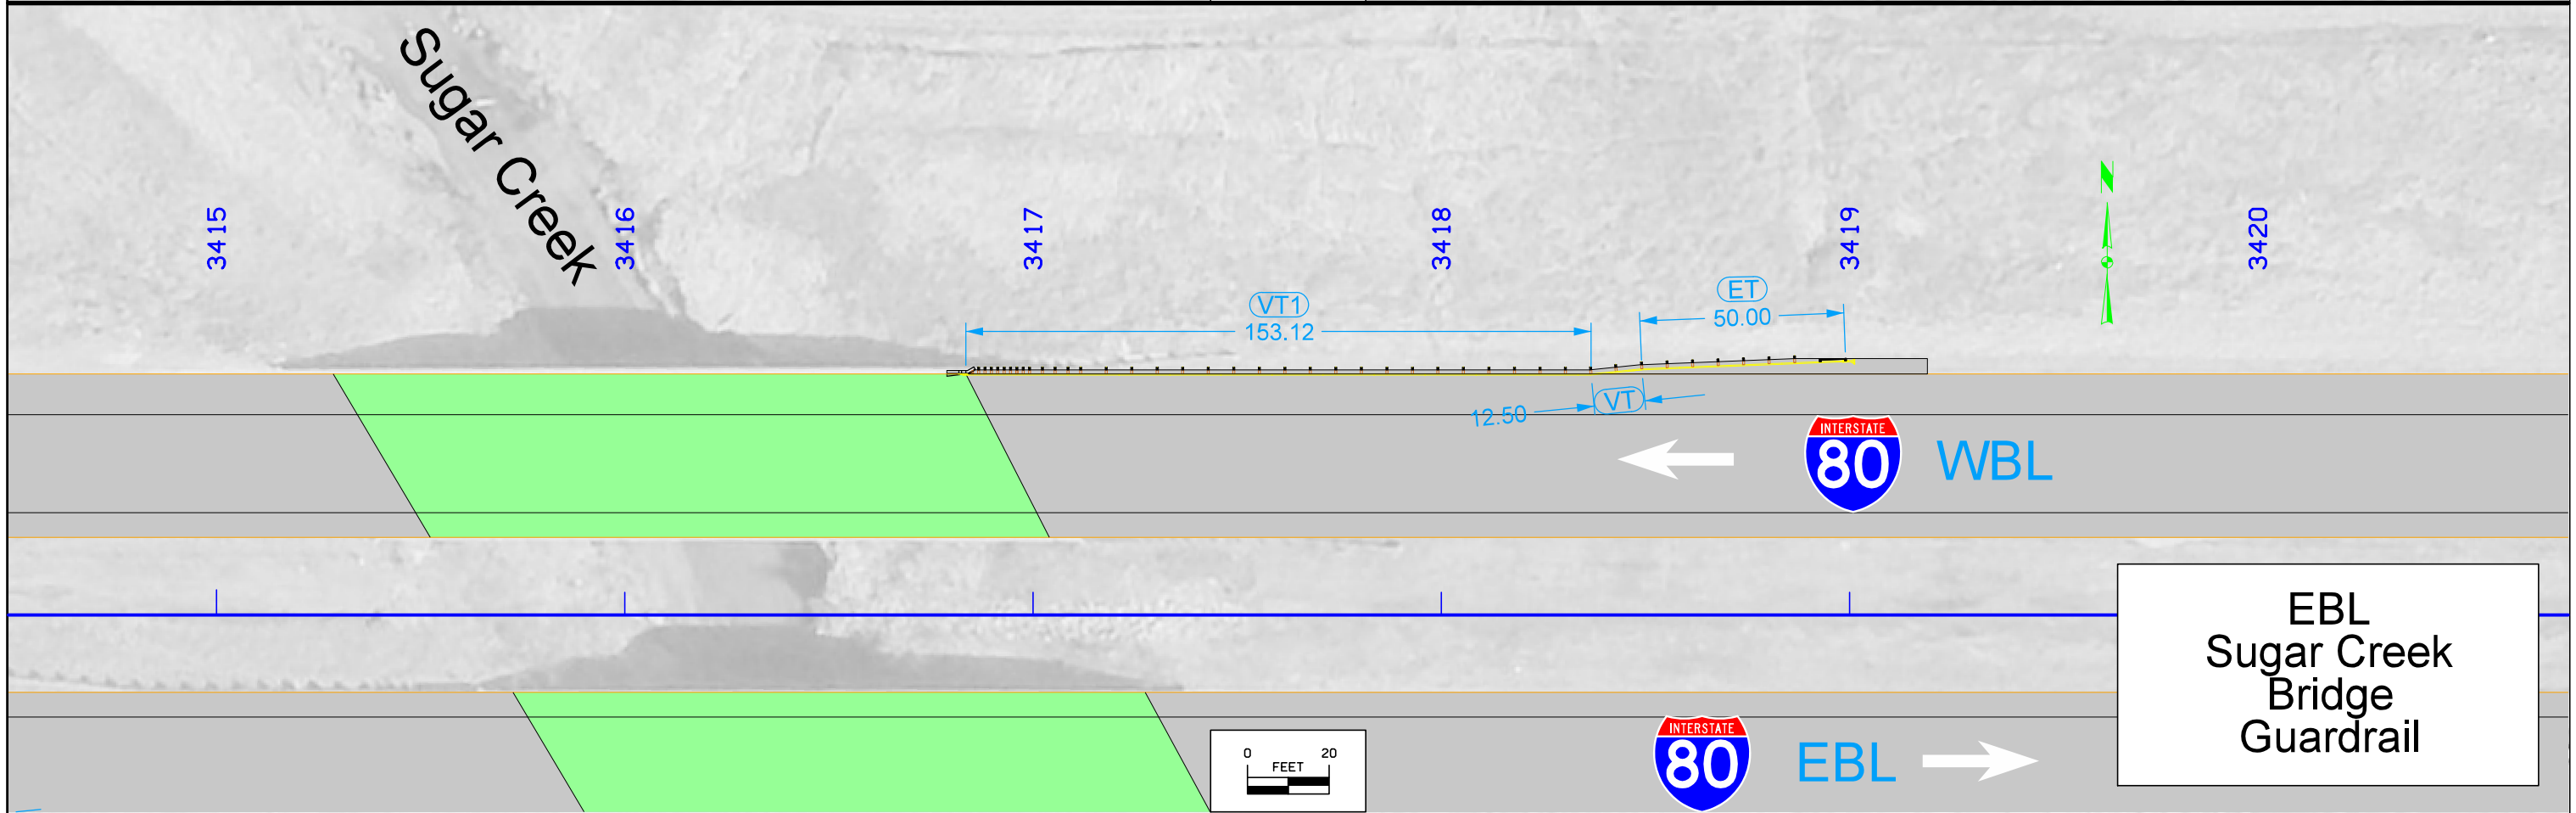 Sugar Creek
3415
3416
3417
3418
3419
N
3420
VT1
153.12
ET
50.00
12.50
VT
INTERSTATE
80
WBL
EBL
Sugar Creek
Bridge
Guardrail
0 20
FEET
INTERSTATE
80
EBL